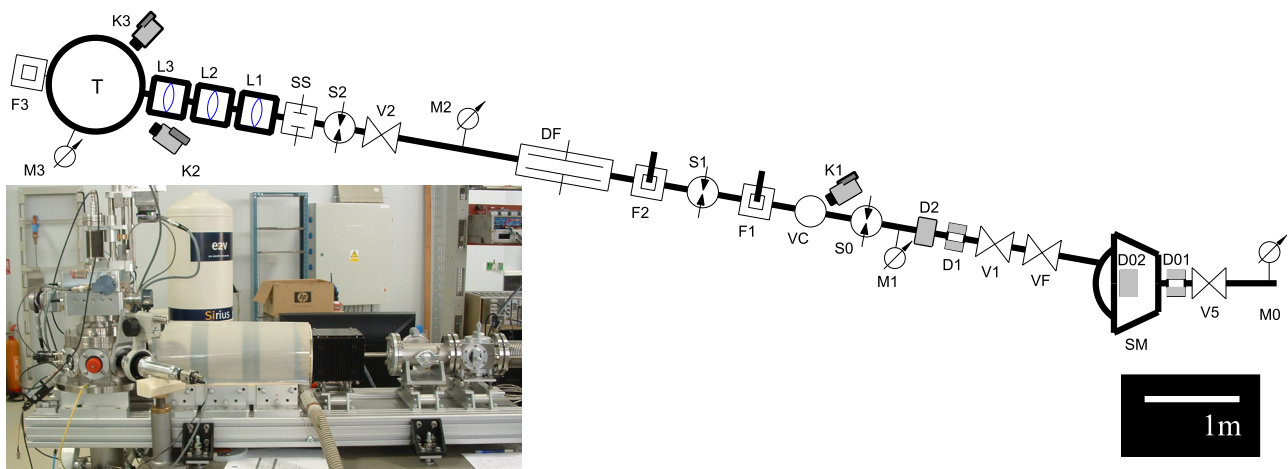 K3
L3
L2
L1
SS
S2
V2
M2
DF
T
F3
M3
K2
F2
S1
F1
K1
VC
S0
D2
M1
D1
V1
VF
D02
D01
SM
V5
M0
1m
e2v
Sirius
hp